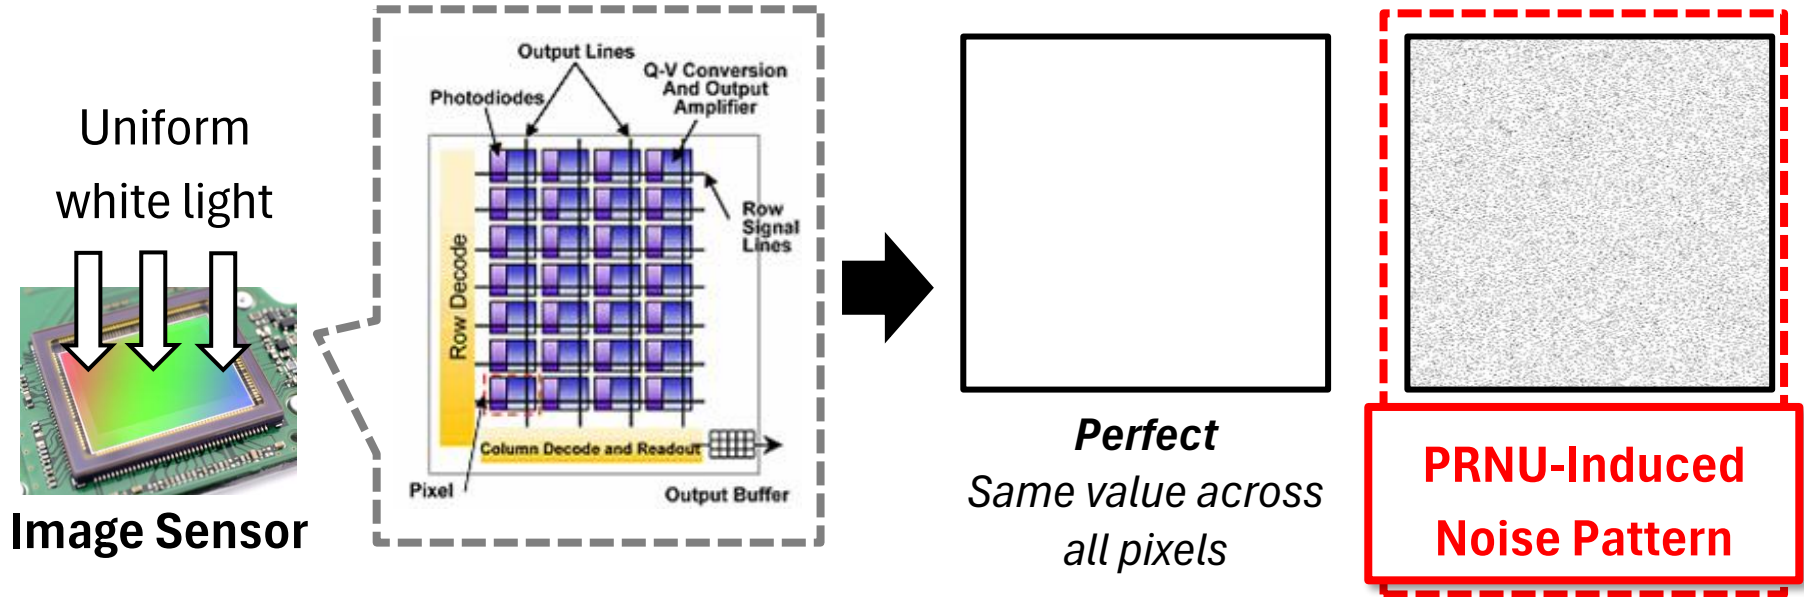 Uniform
white light
Image Sensor
Output Lines
Q-V Conversion
And Output
Amplifier
Photodiodes
Row
Signal
Lines
Row Decode
Column Decode and Readout
Pixel
Output Buffer
Perfect
Same value across
all pixels
PRNU-Induced
Noise Pattern